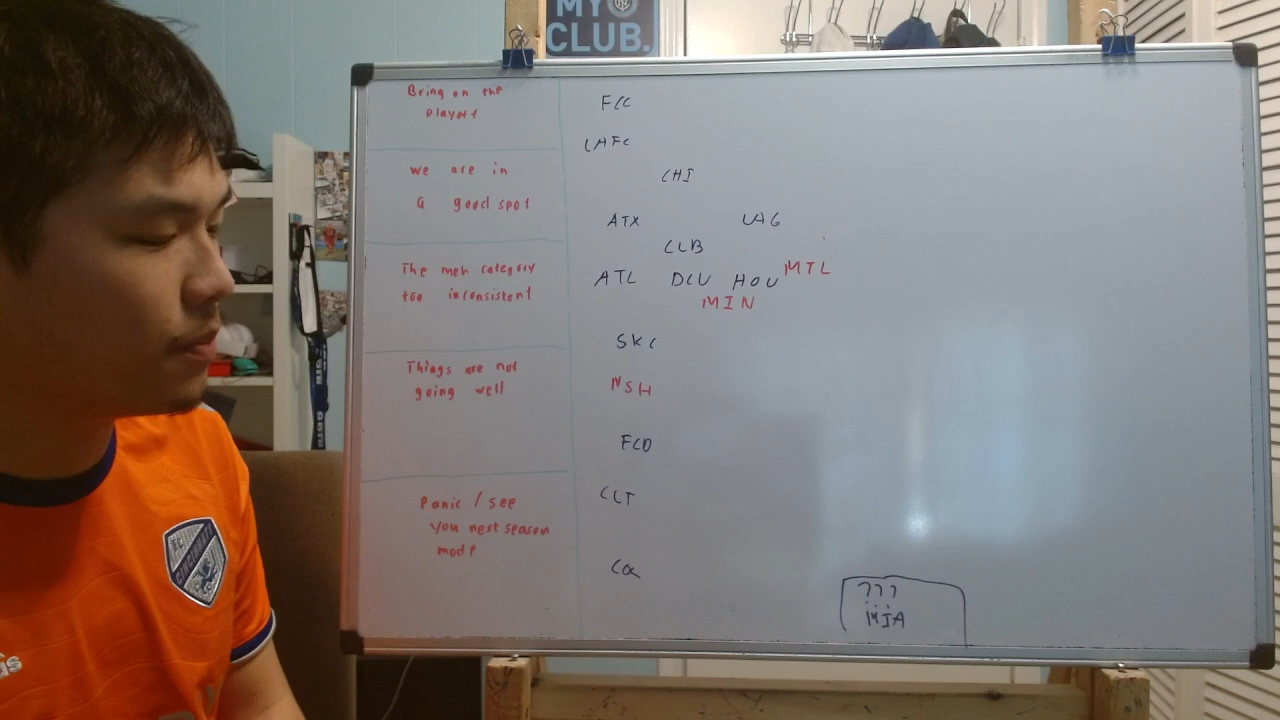 MY
CLUB.
Bring on the
playoff
FCC
LAFC
we are in
a good spot
CHI
ATX
LAG
CLB
The meh category
too inconsistent
ATL DCU HOU MTL
MIN
SKC
Things are not
going well
NSH
FCD
Panic / see
you next season
mode
CLT
COL
???
MIA
CINCINNATI